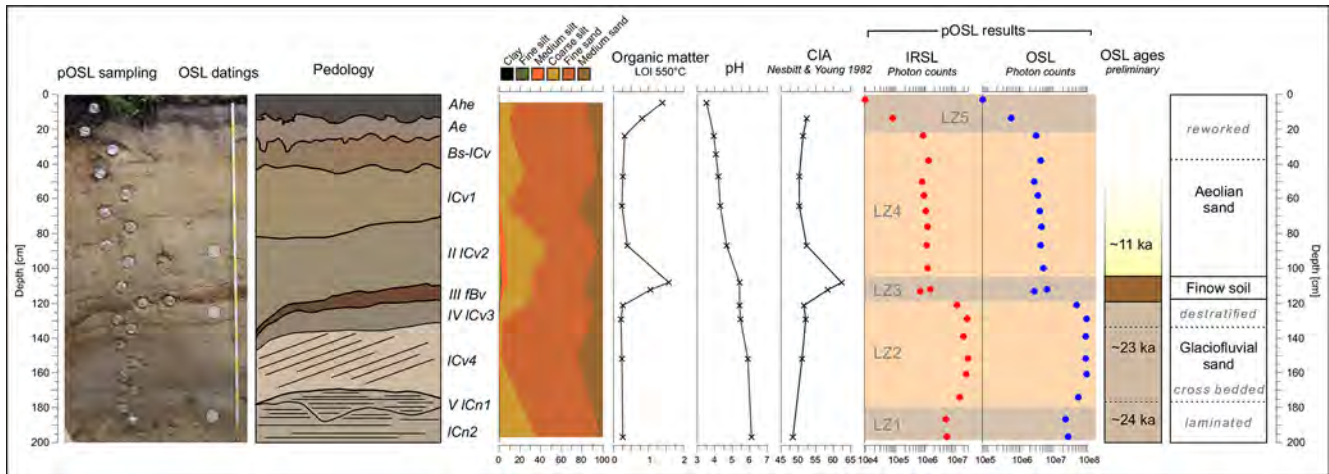 pOSL results
Clay
Fine silt
Medium silt
Coarse silt
Fine sand
Medium sand
Organic matter
LOI 550°C
pH
CIA
Nesbitt & Young 1982
IRSL
Photon counts
OSL
Photon counts
OSL ages
preliminary
pOSL sampling
OSL datings
Pedology
Depth [cm]
0
20
40
60
80
100
120
140
160
180
200
Ahe
Ae
Bs-lCv
lCv1
II lCv2
III fBv
IV lCv3
lCv4
V lCn1
lCn2
0 20 40 60 80 100
0 1 2
3 4 5 6 7
45 50 55 60 65
10e4 10e5 10e6 10e7
10e5 10e6 10e7 10e8
LZ5
LZ4
LZ3
LZ2
LZ1
~11 ka
~23 ka
~24 ka
reworked
Aeolian
sand
Finow soil
destratified
Glaciofluvial
sand
cross bedded
laminated
0
20
40
60
80
100
120
140
160
180
200
Depth [cm]